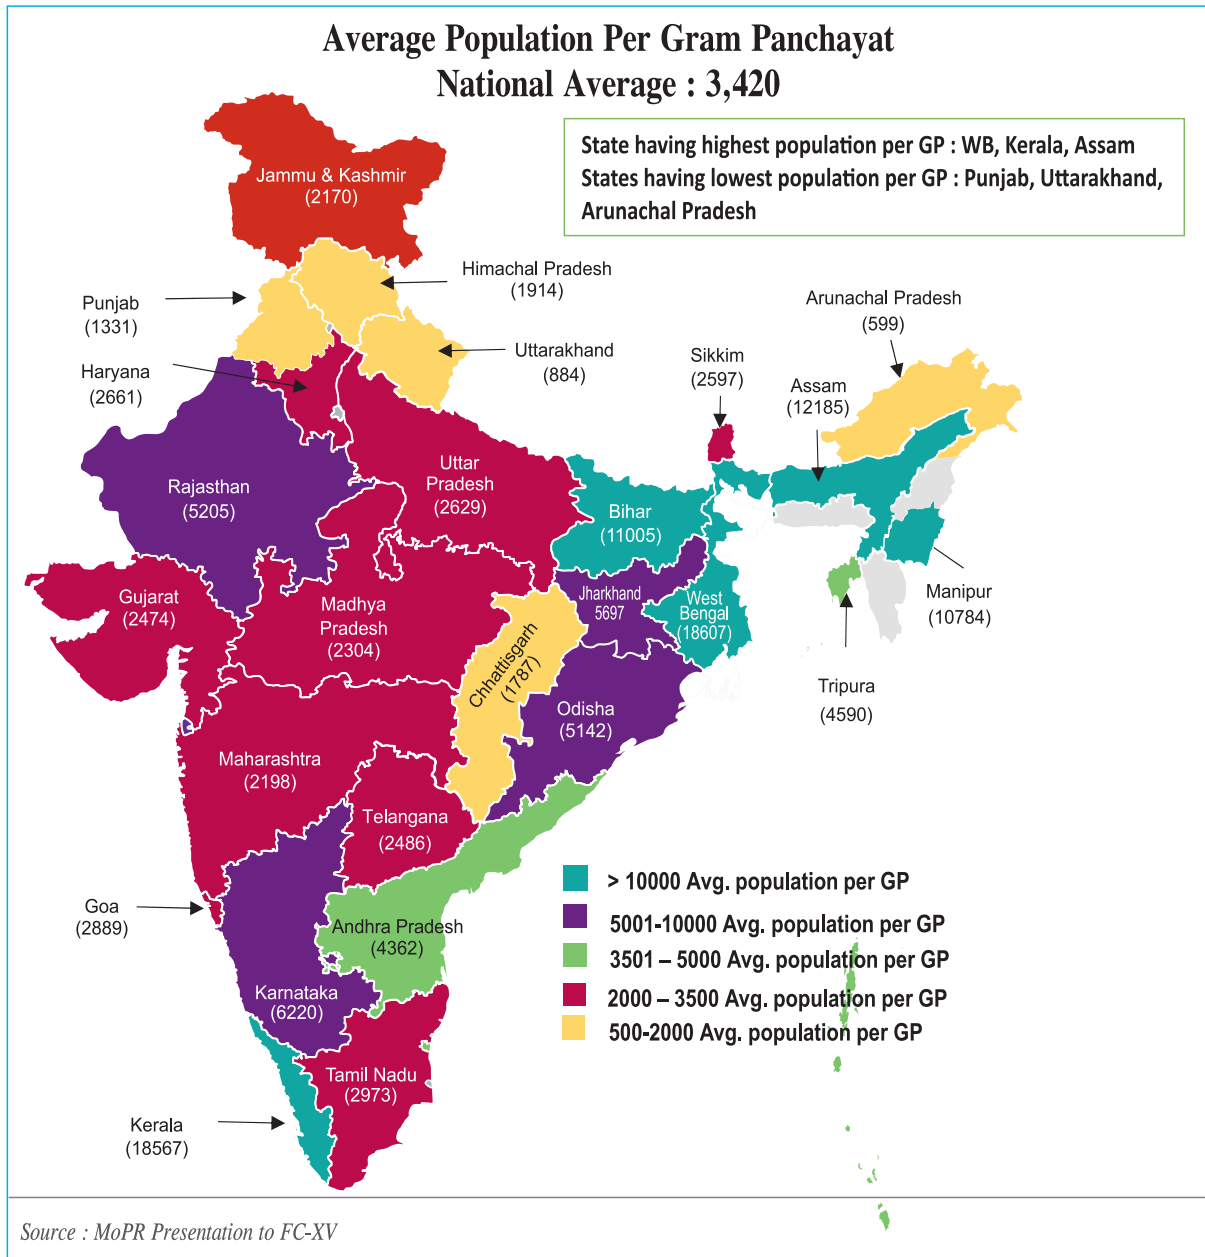 Average Population Per Gram Panchayat
National Average : 3,420
State having highest population per GP : WB, Kerala, Assam
States having lowest population per GP : Punjab, Uttarakhand,
Arunachal Pradesh
Jammu & Kashmir
(2170)
Himachal Pradesh
(1914)
Punjab
(1331)
Uttarakhand
(884)
Haryana
(2661)
Arunachal Pradesh
(599)
Sikkim
(2597)
Assam
(12185)
Rajasthan
(5205)
Uttar
Pradesh
(2629)
Bihar
(11005)
Gujarat
(2474)
Madhya
Pradesh
(2304)
Jharkhand
5697
West
Bengal
(18607)
Manipur
(10784)
Chhattisgarh
(1787)
Tripura
(4590)
Odisha
(5142)
Maharashtra
(2198)
Telangana
(2486)
Goa
(2889)
Andhra Pradesh
(4362)
Karnataka
(6220)
Tamil Nadu
(2973)
Kerala
(18567)
> 10000 Avg. population per GP
5001-10000 Avg. population per GP
3501 – 5000 Avg. population per GP
2000 – 3500 Avg. population per GP
500-2000 Avg. population per GP
Source : MoPR Presentation to FC-XV